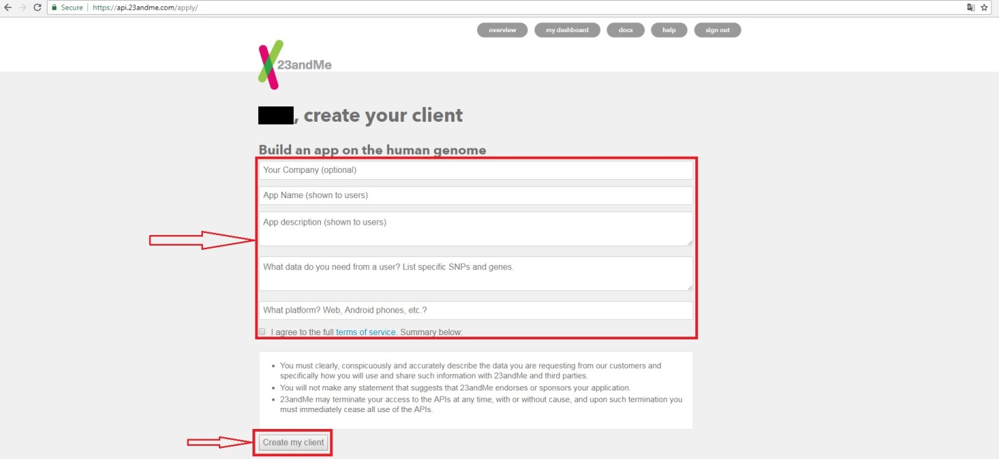 Secure https://api.23andme.com/apply/
overview my dashboard docs help sign out
23andMe
, create your client
Build an app on the human genome
Your Company (optional)
App Name (shown to users)
App description (shown to users)
What data do you need from a user? List specific SNPs and genes.
What platform? Web, Android phones, etc.?
I agree to the full terms of service. Summary below:
• You must clearly, conspicuously and accurately describe the data you are requesting from our customers and
specifically how you will use and share such information with 23andMe and third parties.
• You will not make any statement that suggests that 23andMe endorses or sponsors your application.
• 23andMe may terminate your access to the APIs at any time, with or without cause, and upon such termination you
must immediately cease all use of the APIs.
Create my client